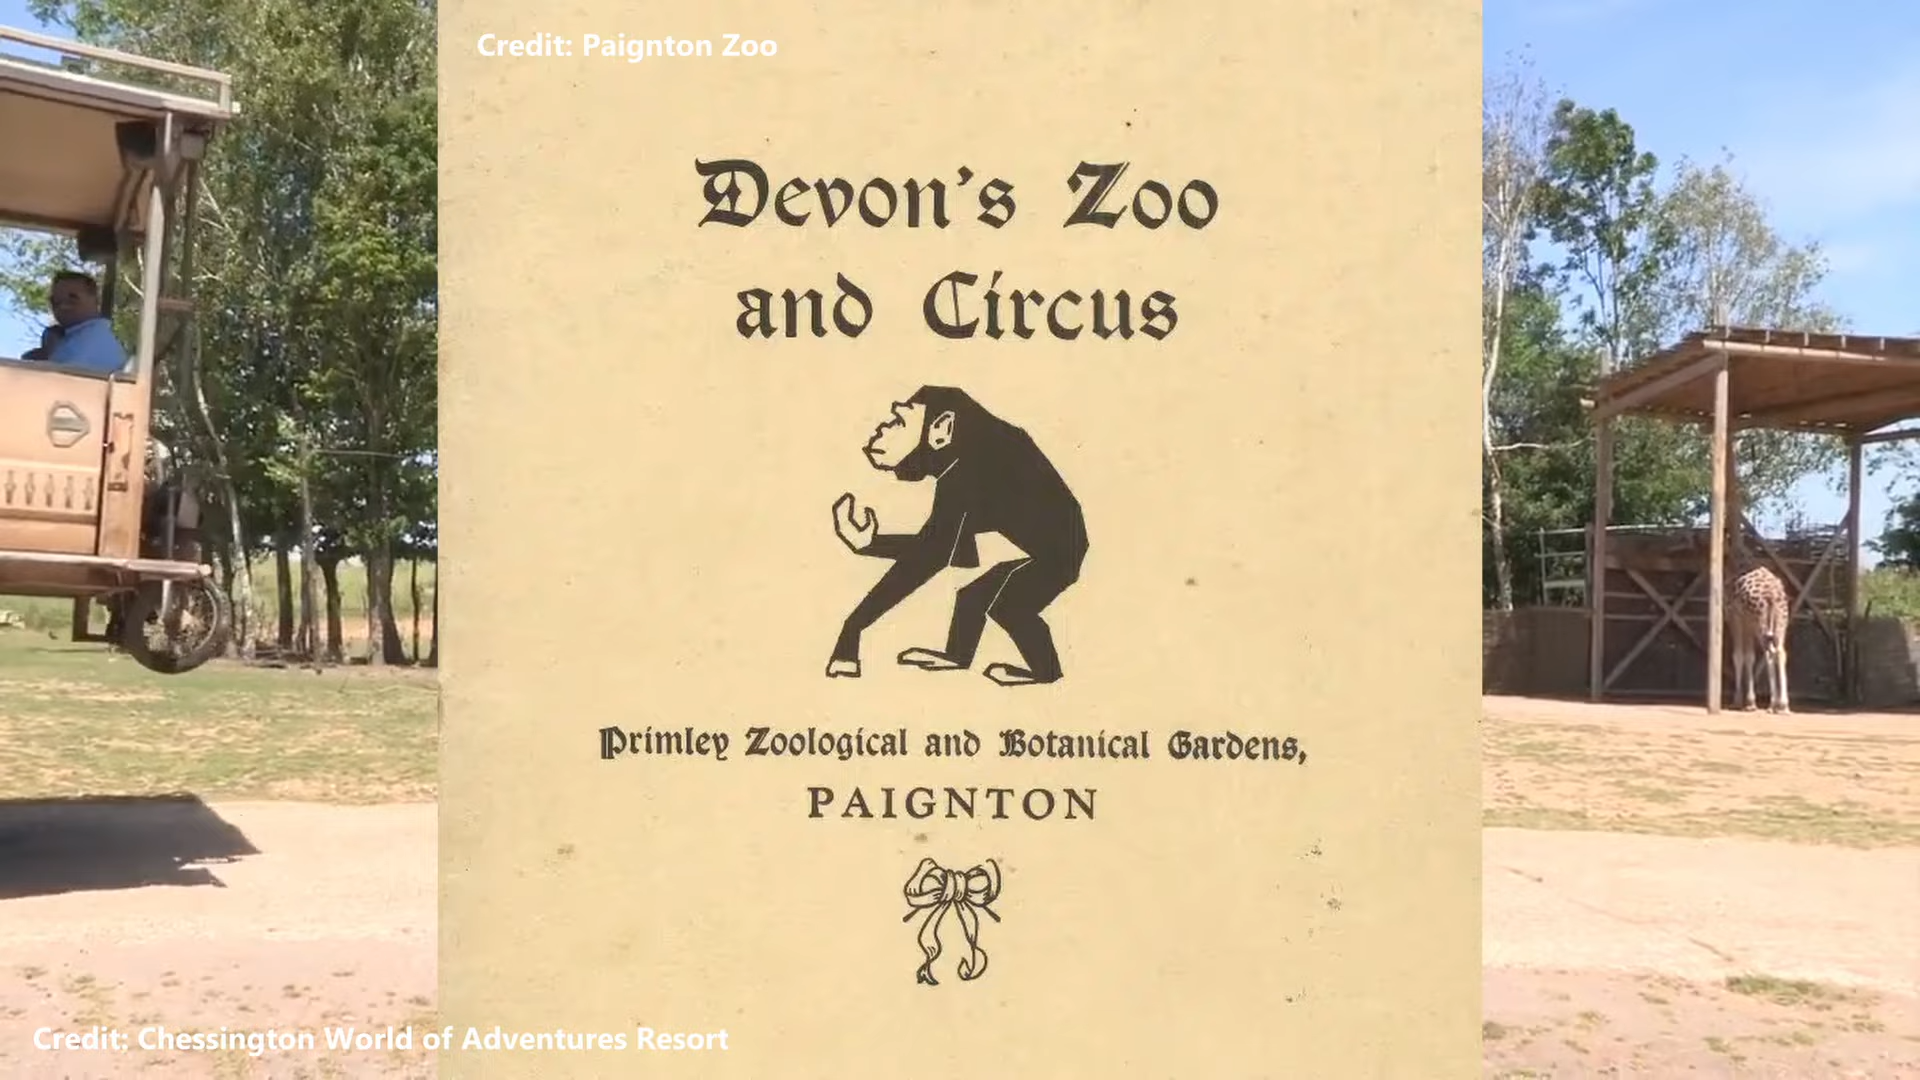 Credit: Paignton Zoo
Devon's Zoo
and Circus
Primley Zoological and Botanical Gardens,
PAIGNTON
Credit: Chessington World of Adventures Resort